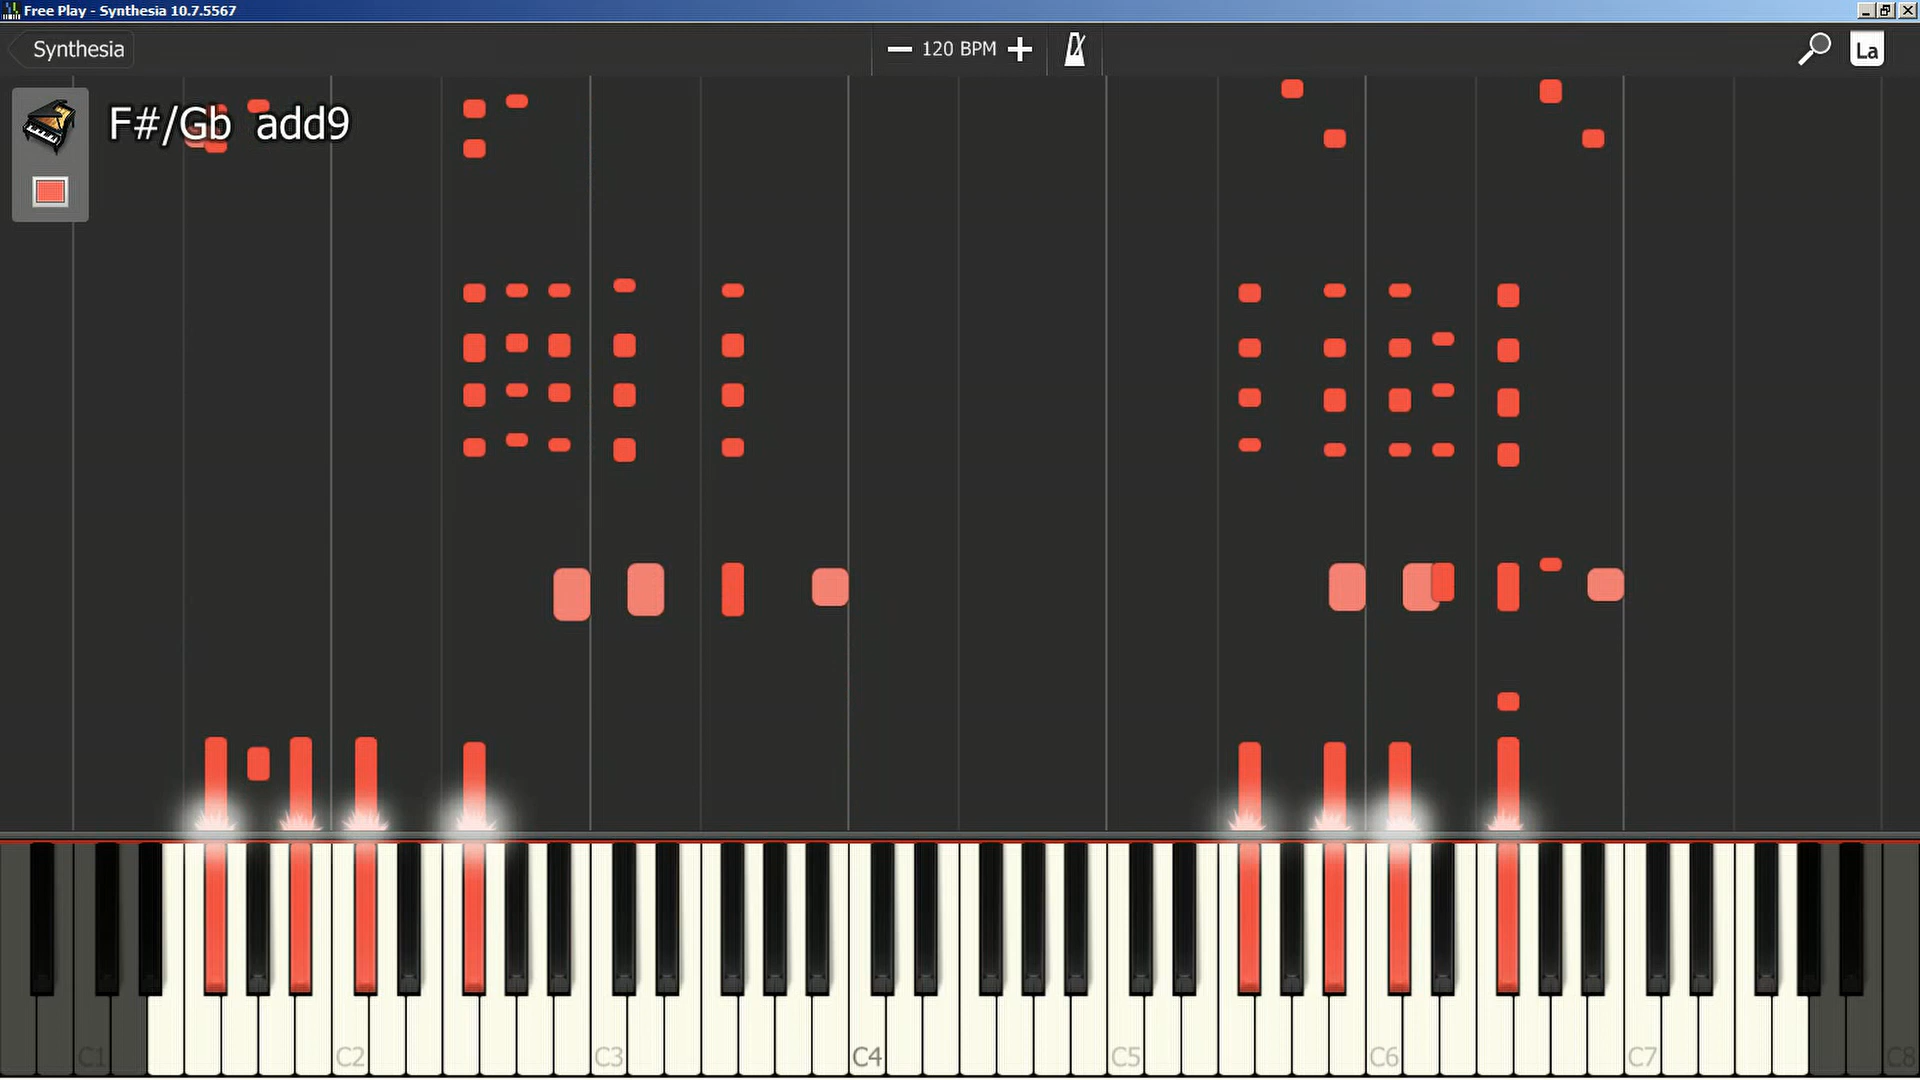 Free Play - Synthesia 10.7.5567
Synthesia
120 BPM
La
F#/Gb add9
C1
C2
C3
C4
C5
C6
C7
C8